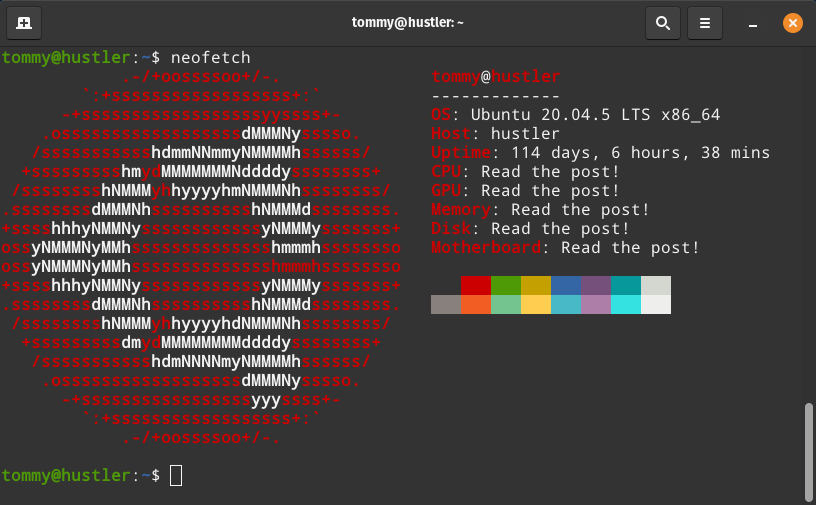 tommy@hustler: ~
tommy@hustler:~$ neofetch
.-/+oossssoo+/-.
`:+ssssssssssssssssss+:`
-+ssssssssssssssssssyyssss+-
.ossssssssssssssssssdMMMNysssso.
/ssssssssssshdmmNNmmyNMMMMhssssss/
+ssssssssshmydMMMMMMMNddddyssssssss+
/sssssssshNMMMyhhyyyyhmNMMMNhssssssss/
.ssssssssdMMMNhsssssssssshNMMMdssssssss.
+sssshhhyNMMNyssssssssssssyNMMMysssssss+
ossyNMMMNyMMhsssssssssssssshmmmhssssssso
ossyNMMMNyMMhsssssssssssssshmmmhssssssso
+sssshhhyNMMNyssssssssssssyNMMMysssssss+
.ssssssssdMMMNhsssssssssshNMMMdssssssss.
/sssssssshNMMMyhhyyyyhdNMMMNhssssssss/
+sssssssssdmydMMMMMMMMddddyssssssss+
/ssssssssssshdmNNNNmyNMMMMhssssss/
.ossssssssssssssssssdMMMNysssso.
-+sssssssssssssssssyyyssss+-
`:+ssssssssssssssssss+:`
.-/+oossssoo+/-.
tommy@hustler
-------------
OS: Ubuntu 20.04.5 LTS x86_64
Host: hustler
Uptime: 114 days, 6 hours, 38 mins
CPU: Read the post!
GPU: Read the post!
Memory: Read the post!
Disk: Read the post!
Motherboard: Read the post!
tommy@hustler:~$